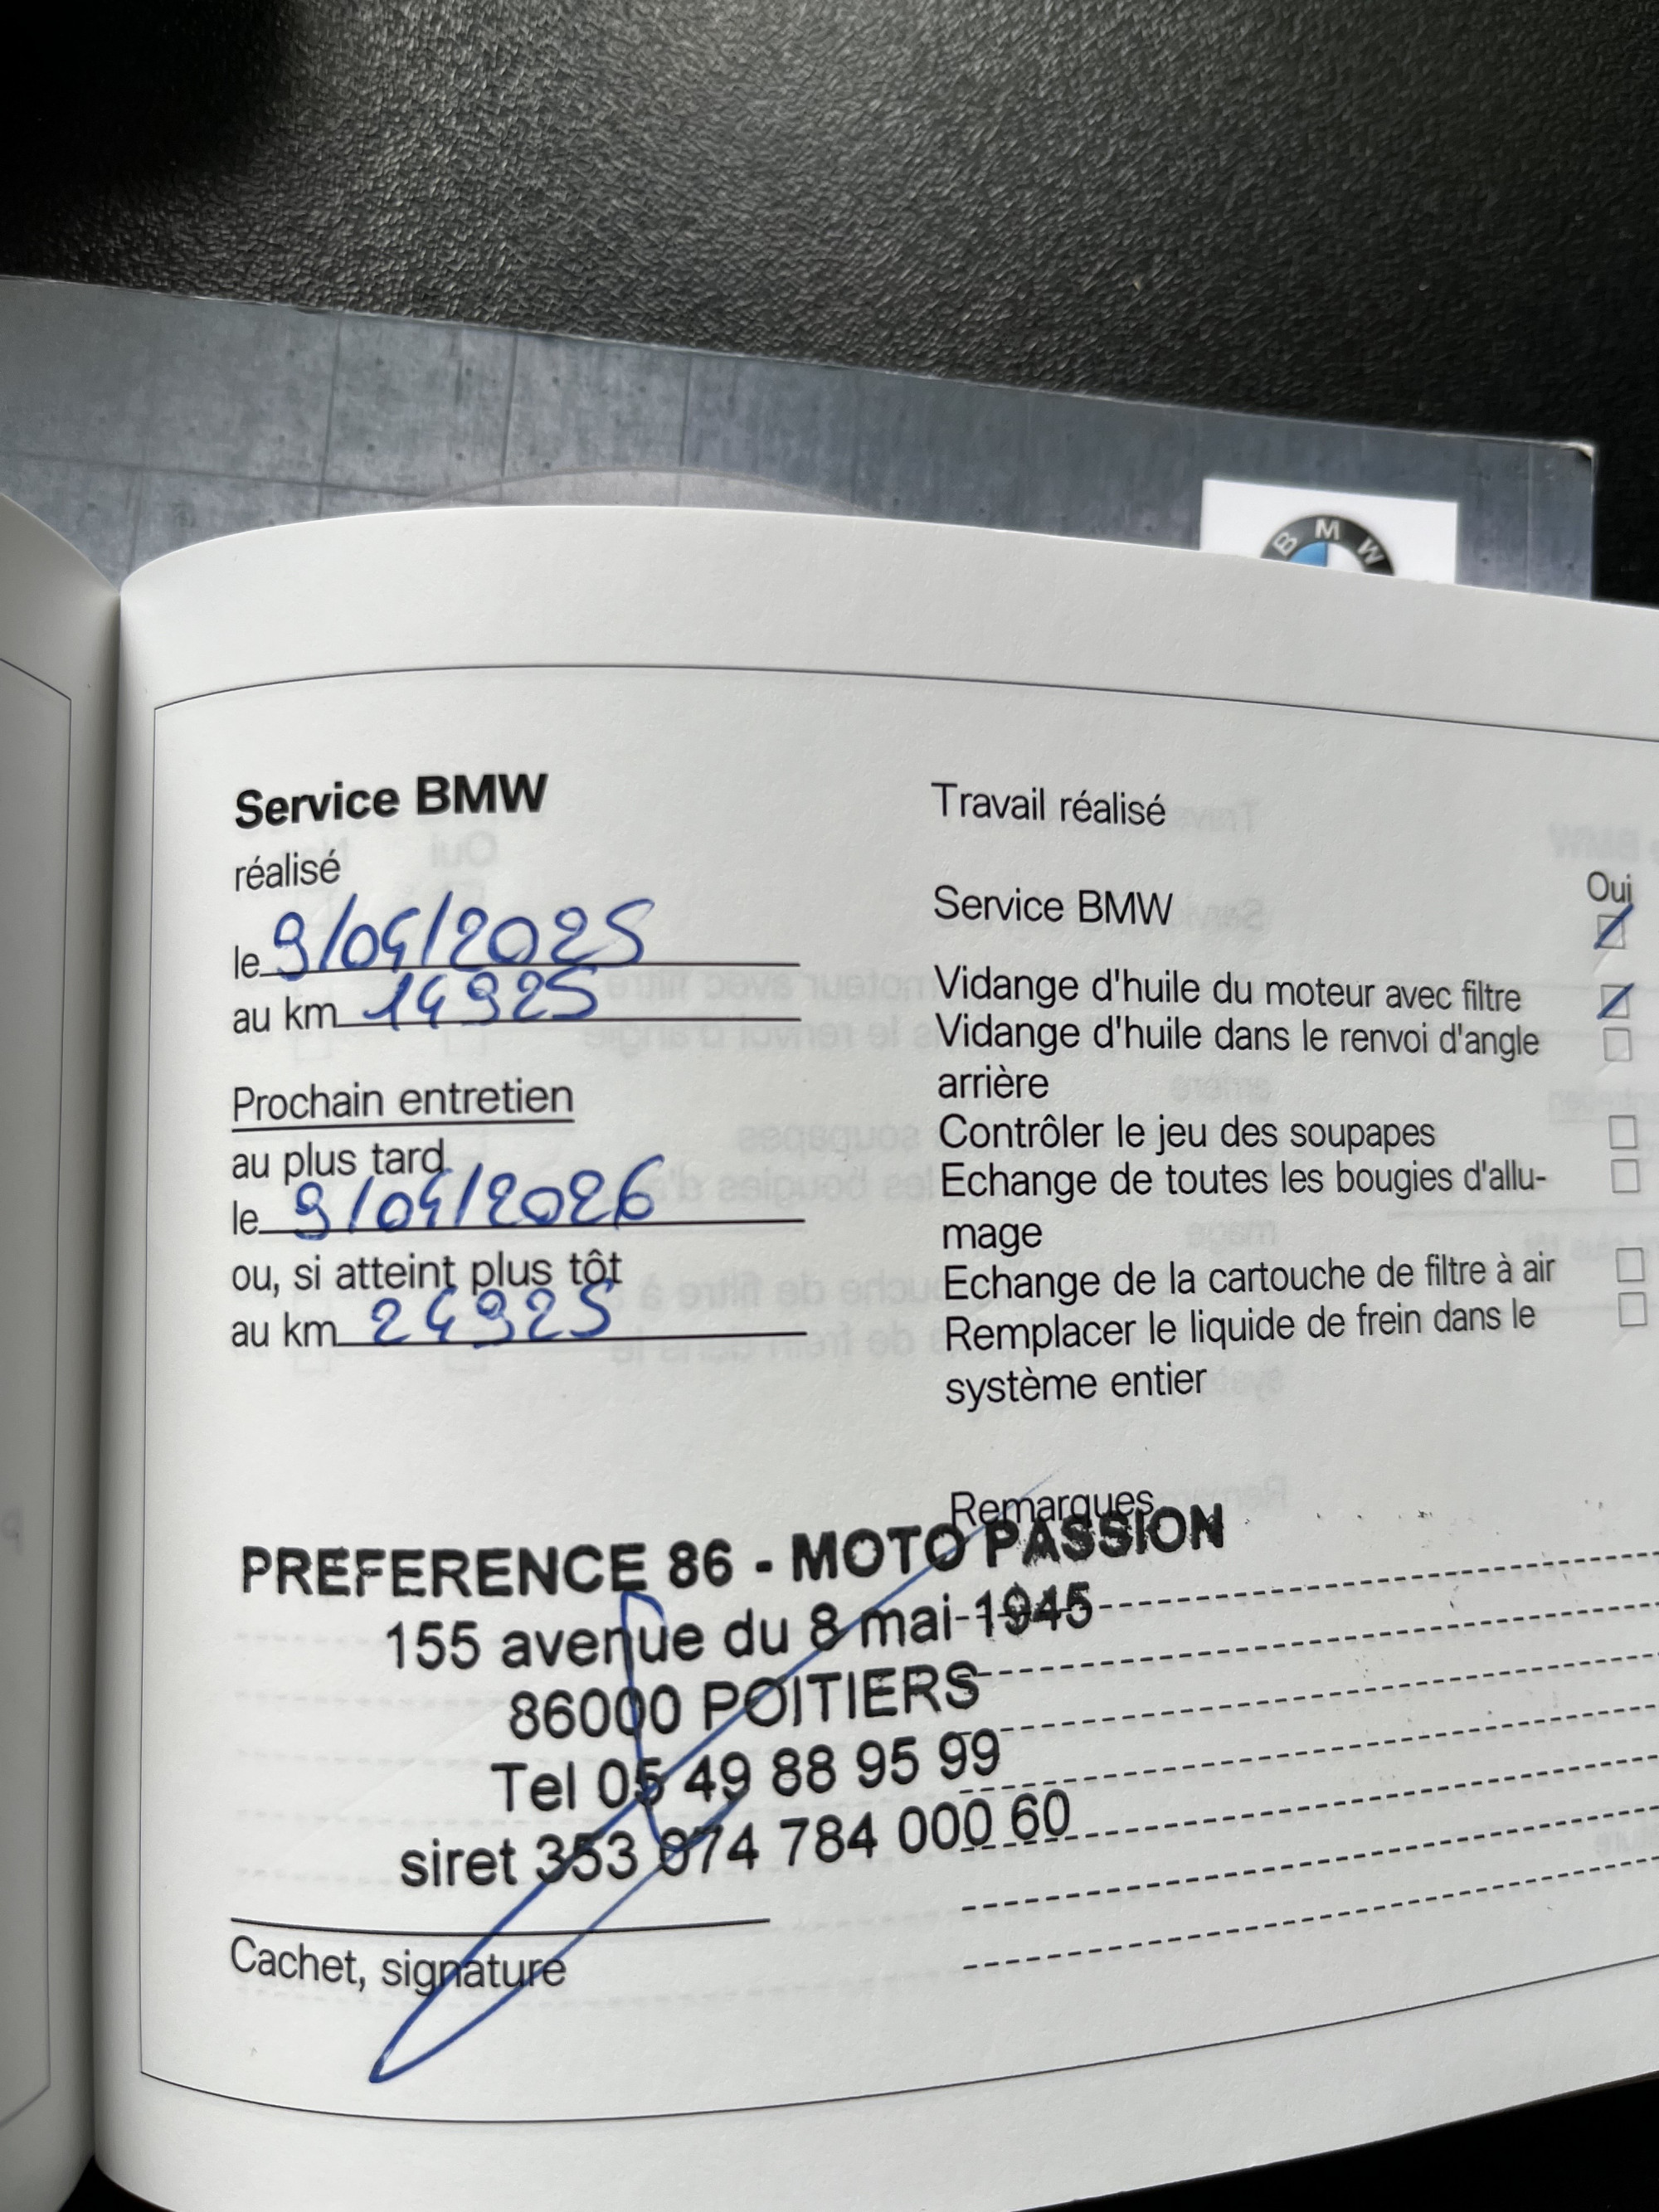 BMW
Service BMW
réalisé
le 9/04/2025
au km 14925
Prochain entretien
au plus tard
le 9/04/2026
ou, si atteint plus tôt
au km 24925
Travail réalisé
Oui
Service BMW
Vidange d'huile du moteur avec filtre
Vidange d'huile dans le renvoi d'angle
arrière
Contrôler le jeu des soupapes
Echange de toutes les bougies d'allu-
mage
Echange de la cartouche de filtre à air
Remplacer le liquide de frein dans le
système entier
Remarques
PREFERENCE 86 - MOTO PASSION
155 avenue du 8 mai 1945
86000 POITIERS
Tel 05 49 88 95 99
siret 353 874 784 000 60
Cachet, signature